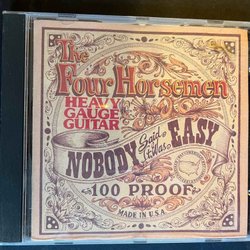 The
Four Horsemen
HEAVY
GAUGE
GUITAR
NOBODY Said It Was EASY
100 PROOF
MADE IN U.S.A.